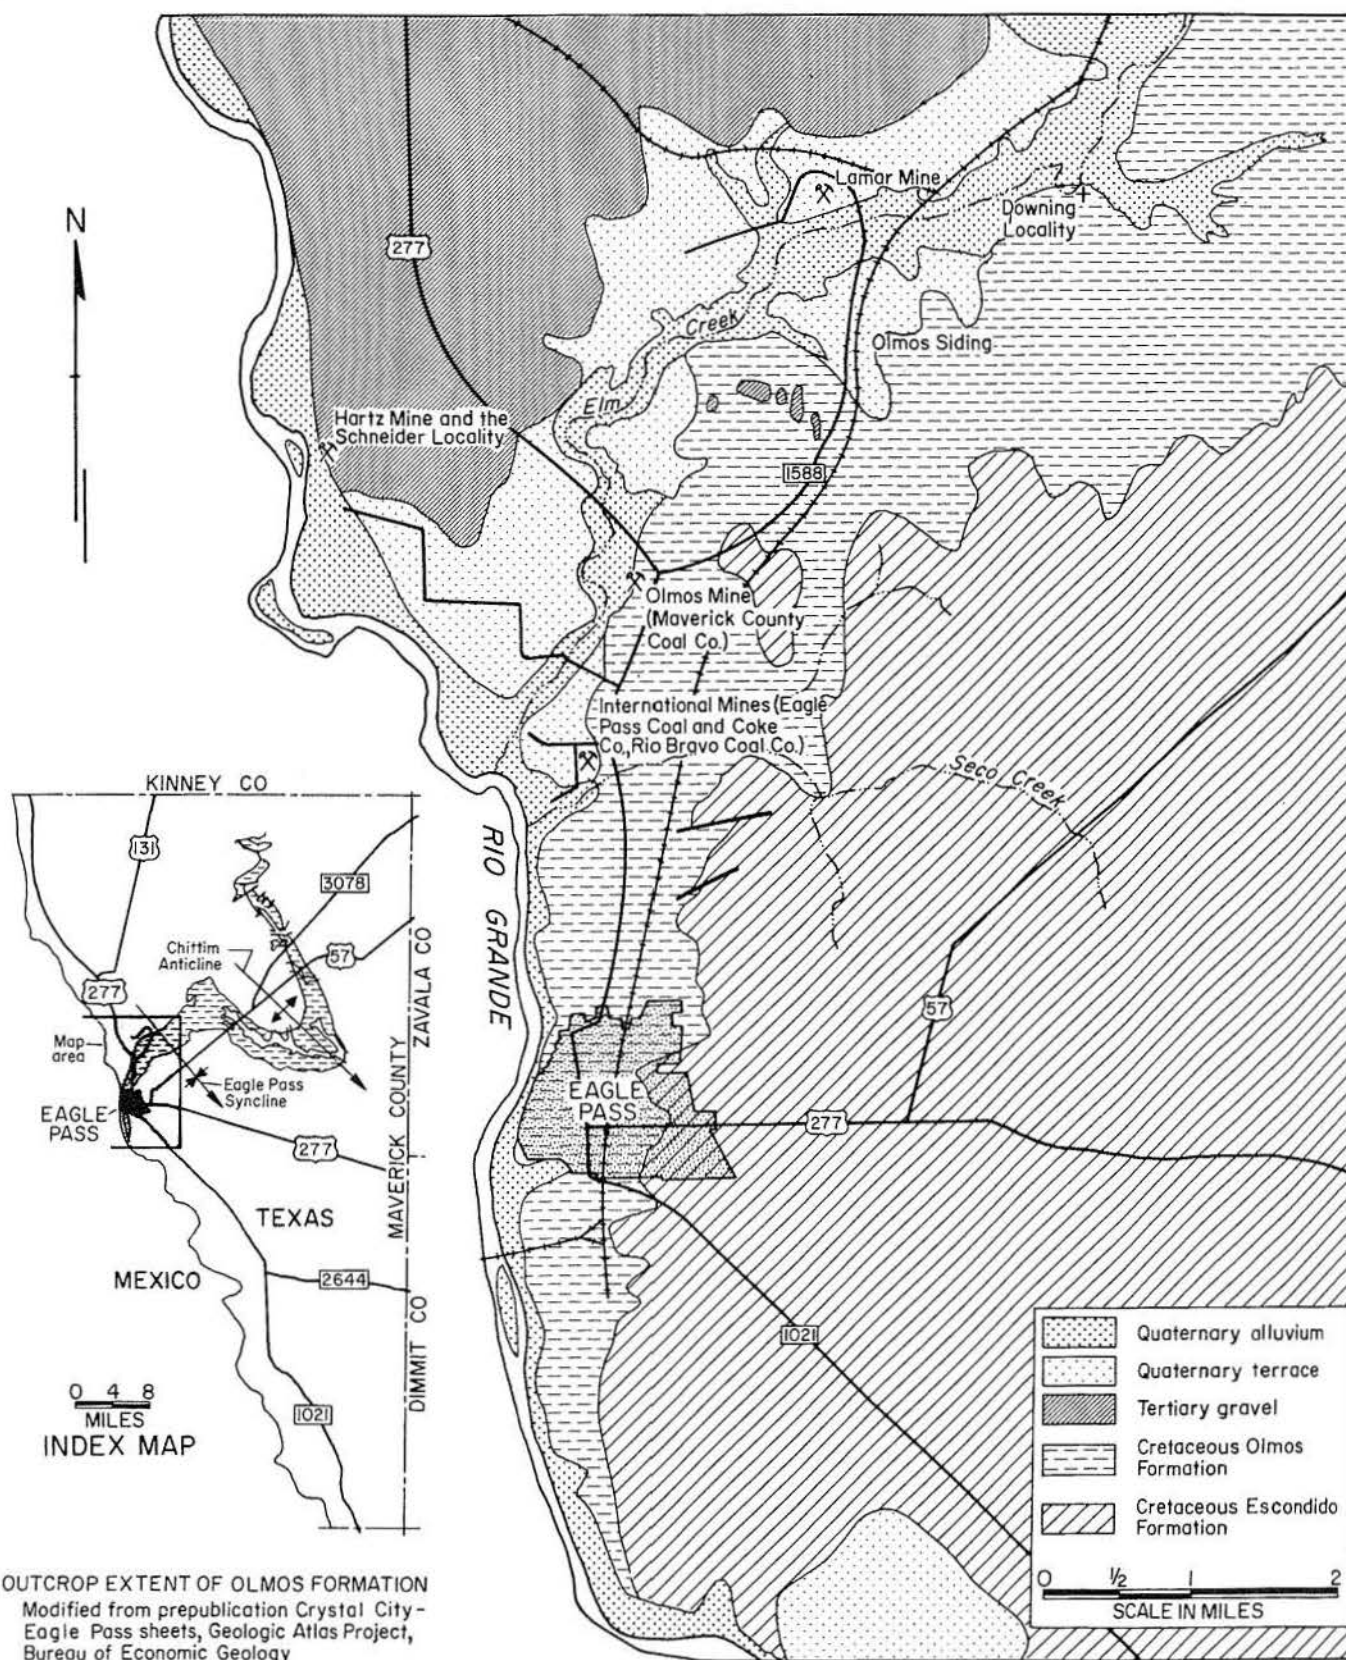 N
277
Lamar Mine
Downing
Locality
Creek
Elm
Olmos Siding
Hartz Mine and the
Schneider Locality
1588
Olmos Mine
(Maverick County
Coal Co.)
International Mines (Eagle
Pass Coal and Coke
Co., Rio Bravo Coal Co.)
Seco Creek
RIO GRANDE
57
EAGLE
PASS
277
1021
KINNEY CO
131
3078
Chittim
Anticline
57
277
Map
area
Eagle Pass
Syncline
EAGLE
PASS
277
ZAVALA CO
MAVERICK COUNTY
DIMMIT CO
TEXAS
MEXICO
2644
1021
0 4 8
MILES
INDEX MAP
Quaternary alluvium
Quaternary terrace
Tertiary gravel
Cretaceous Olmos
Formation
Cretaceous Escondido
Formation
0 1/2 1 2
SCALE IN MILES
OUTCROP EXTENT OF OLMOS FORMATION
Modified from prepublication Crystal City-
Eagle Pass sheets, Geologic Atlas Project,
Bureau of Economic Geology